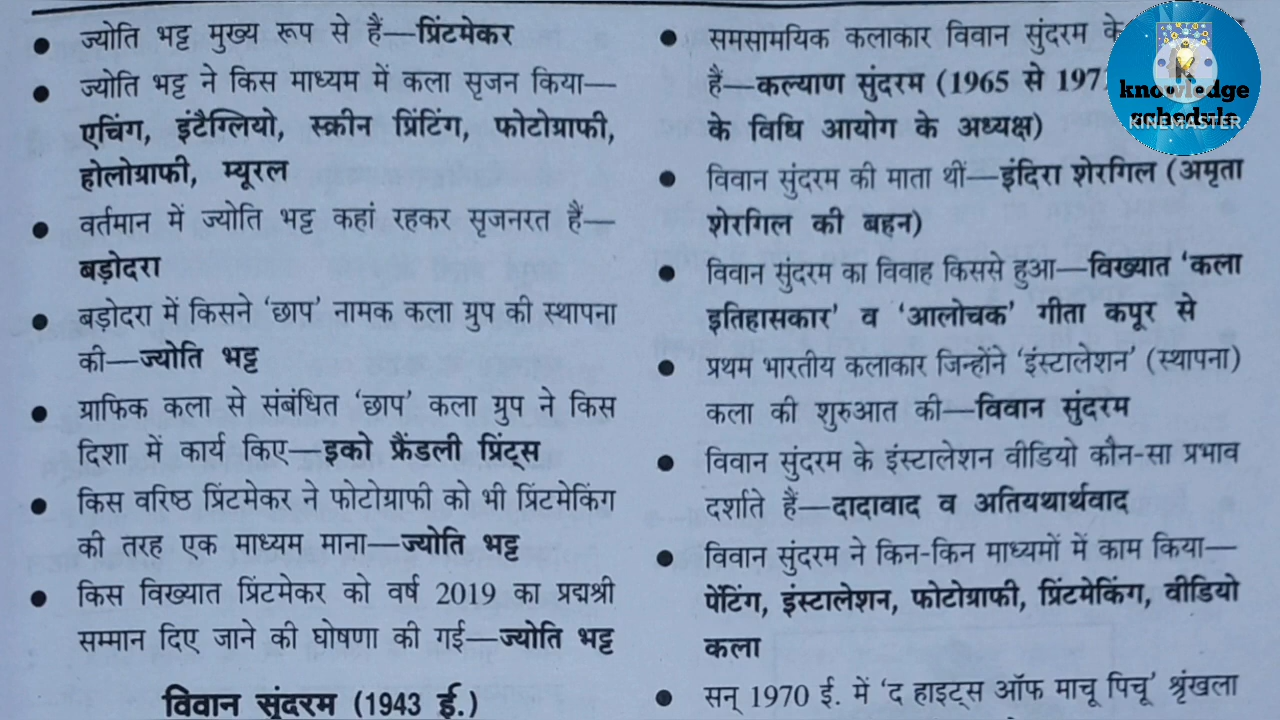 ज्योति भट्ट मुख्य रूप से हैं—प्रिंटमेकर
ज्योति भट्ट ने किस माध्यम में कला सृजन किया—
एचिंग, इंटैग्लियो, स्क्रीन प्रिंटिंग, फोटोग्राफी,
होलोग्राफी, म्यूरल
वर्तमान में ज्योति भट्ट कहां रहकर सृजनरत हैं—
बड़ोदरा
बड़ोदरा में किसने ‘छाप’ नामक कला ग्रुप की स्थापना
की—ज्योति भट्ट
ग्राफिक कला से संबंधित ‘छाप’ कला ग्रुप ने किस
दिशा में कार्य किए—इको फ्रैंडली प्रिंट्स
किस वरिष्ठ प्रिंटमेकर ने फोटोग्राफी को भी प्रिंटमेकिंग
की तरह एक माध्यम माना—ज्योति भट्ट
किस विख्यात प्रिंटमेकर को वर्ष 2019 का प्रद्मश्री
सम्मान दिए जाने की घोषणा की गई—ज्योति भट्ट
विवान सुंदरम (1943 ई.)
समसामयिक कलाकार विवान सुंदरम के
हैं—कल्याण सुंदरम (1965 से
के विधि आयोग के अध्यक्ष)
विवान सुंदरम की माता थीं—इंदिरा शेरगिल (अमृता
शेरगिल की बहन)
विवान सुंदरम का विवाह किससे हुआ—विख्यात ‘कला
इतिहासकार’ व ‘आलोचक’ गीता कपूर से
प्रथम भारतीय कलाकार जिन्होंने ‘इंस्टालेशन’ (स्थापना)
कला की शुरुआत की—विवान सुंदरम
विवान सुंदरम के इंस्टालेशन वीडियो कौन-सा प्रभाव
दर्शाते हैं—दादावाद व अतियथार्थवाद
विवान सुंदरम ने किन-किन माध्यमों में काम किया—
पेंटिंग, इंस्टालेशन, फोटोग्राफी, प्रिंटमेकिंग, वीडियो
कला
सन् 1970 ई. में ‘द हाइट्स ऑफ माचू पिचू’ श्रृंखला
knowledge
schedule
KINEMASTER